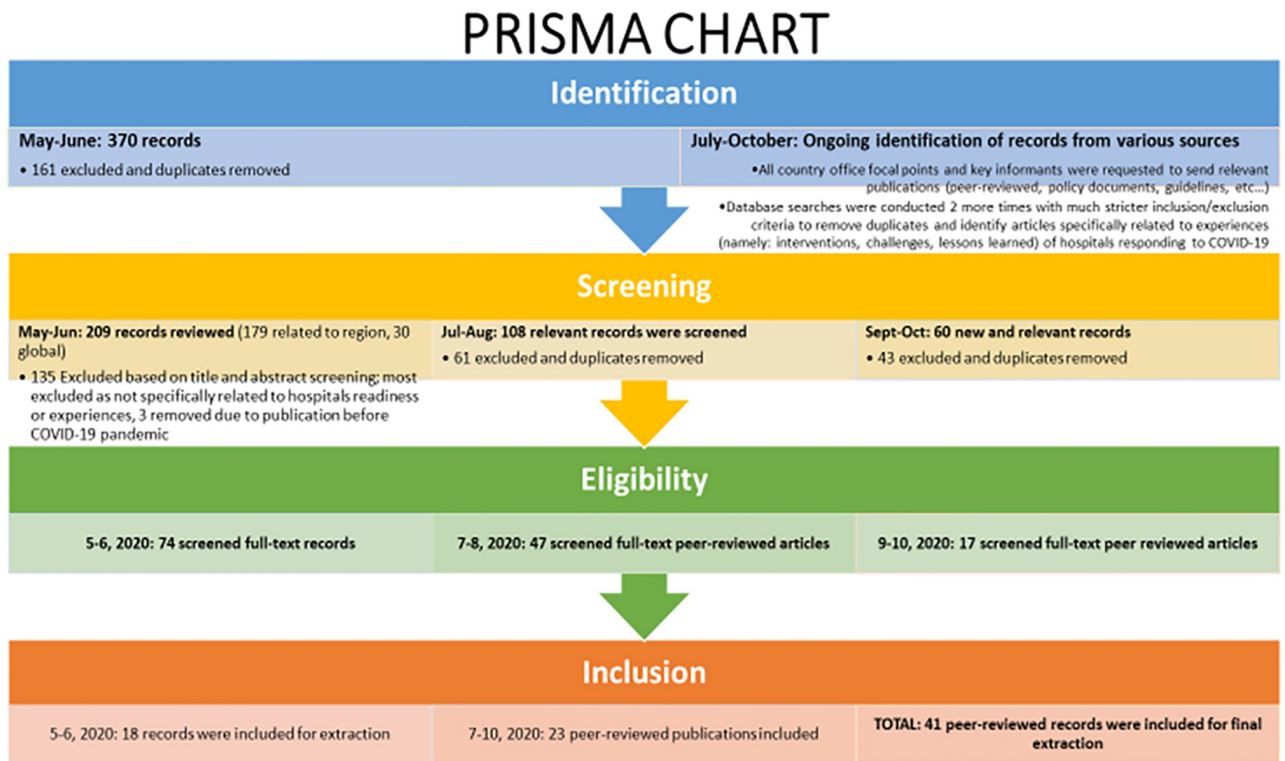 PRISMA CHART
Identification
May-June: 370 records
• 161 excluded and duplicates removed
July-October: Ongoing identification of records from various sources
•All country office focal points and key informants were requested to send relevant
publications (peer-reviewed, policy documents, guidelines, etc...)
•Database searches were conducted 2 more times with much stricter inclusion/exclusion
criteria to remove duplicates and identify articles specifically related to experiences
(namely: interventions, challenges, lessons learned) of hospitals responding to COVID-19
Screening
May-Jun: 209 records reviewed (179 related to region, 30
global)
• 135 Excluded based on title and abstract screening; most
excluded as not specifically related to hospitals readiness
or experiences, 3 removed due to publication before
COVID-19 pandemic
Jul-Aug: 108 relevant records were screened
• 61 excluded and duplicates removed
Sept-Oct: 60 new and relevant records
• 43 excluded and duplicates removed
Eligibility
5-6, 2020: 74 screened full-text records
7-8, 2020: 47 screened full-text peer-reviewed articles
9-10, 2020: 17 screened full-text peer reviewed articles
Inclusion
5-6, 2020: 18 records were included for extraction
7-10, 2020: 23 peer-reviewed publications included
TOTAL: 41 peer-reviewed records were included for final
extraction